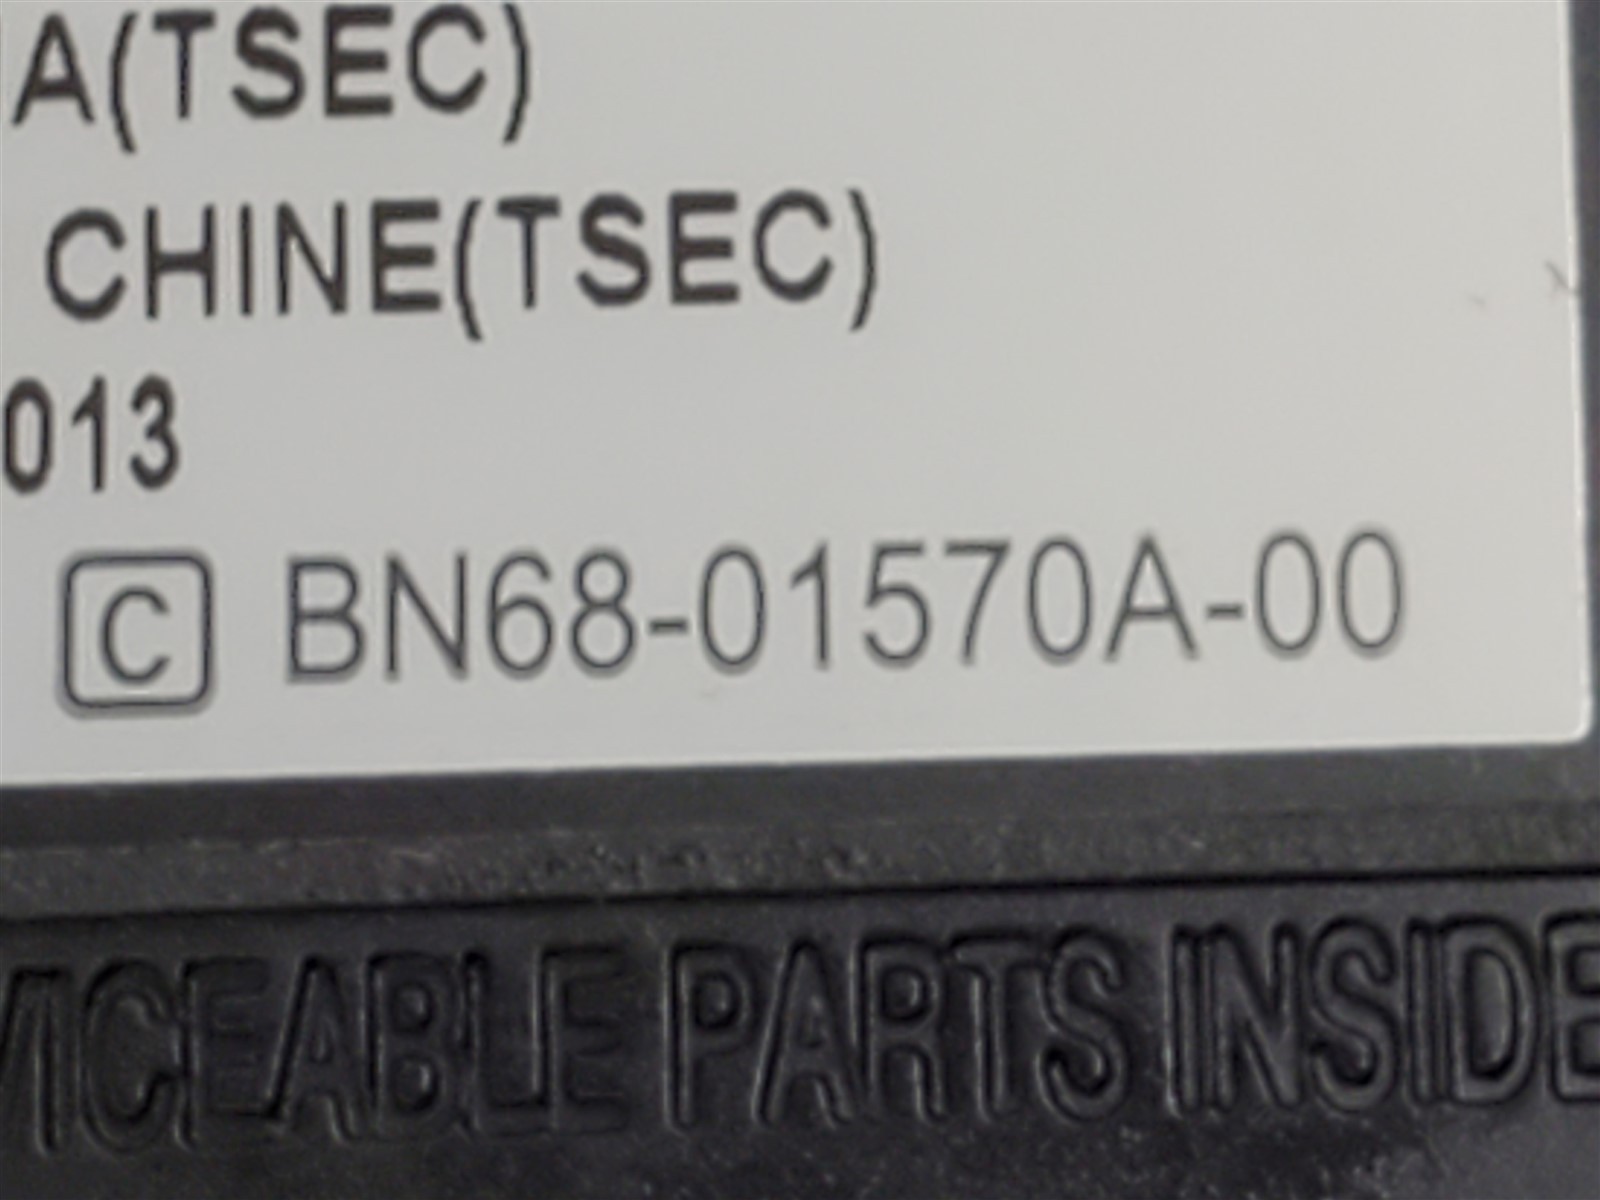 A(TSEC)
CHINE(TSEC)
013
C BN68-01570A-00
VICEABLE PARTS INSIDE